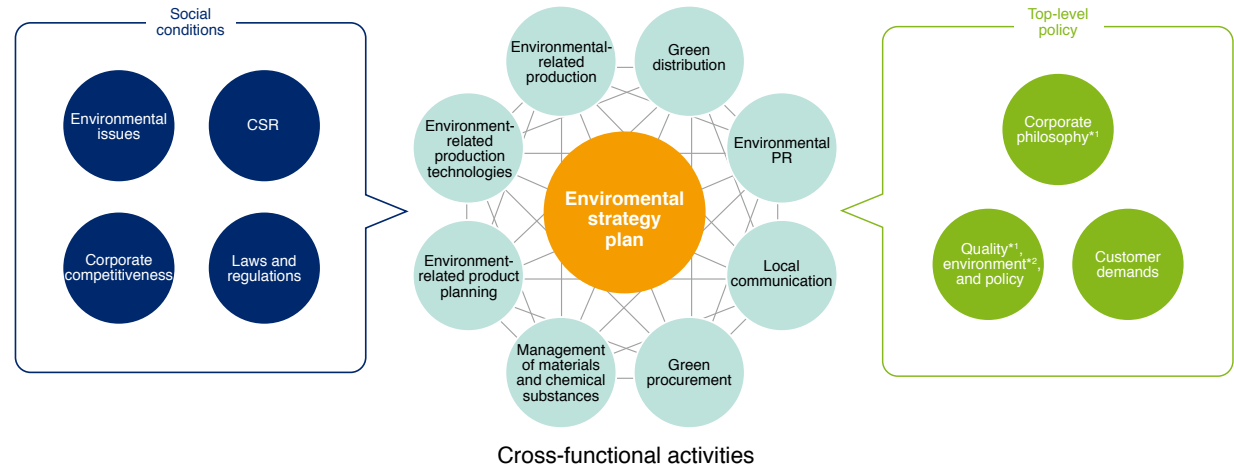 Social
conditions
Environmental
issues
CSR
Corporate
competitiveness
Laws and
regulations
Environmental-
related
production
Green
distribution
Environment-
related
production
technologies
Environmental
PR
Enviromental
strategy
plan
Environment-
related product
planning
Local
communication
Management
of materials
and chemical
substances
Green
procurement
Cross-functional activities
Top-level
policy
Corporate
philosophy*1
Quality*1,
environment*2,
and policy
Customer
demands